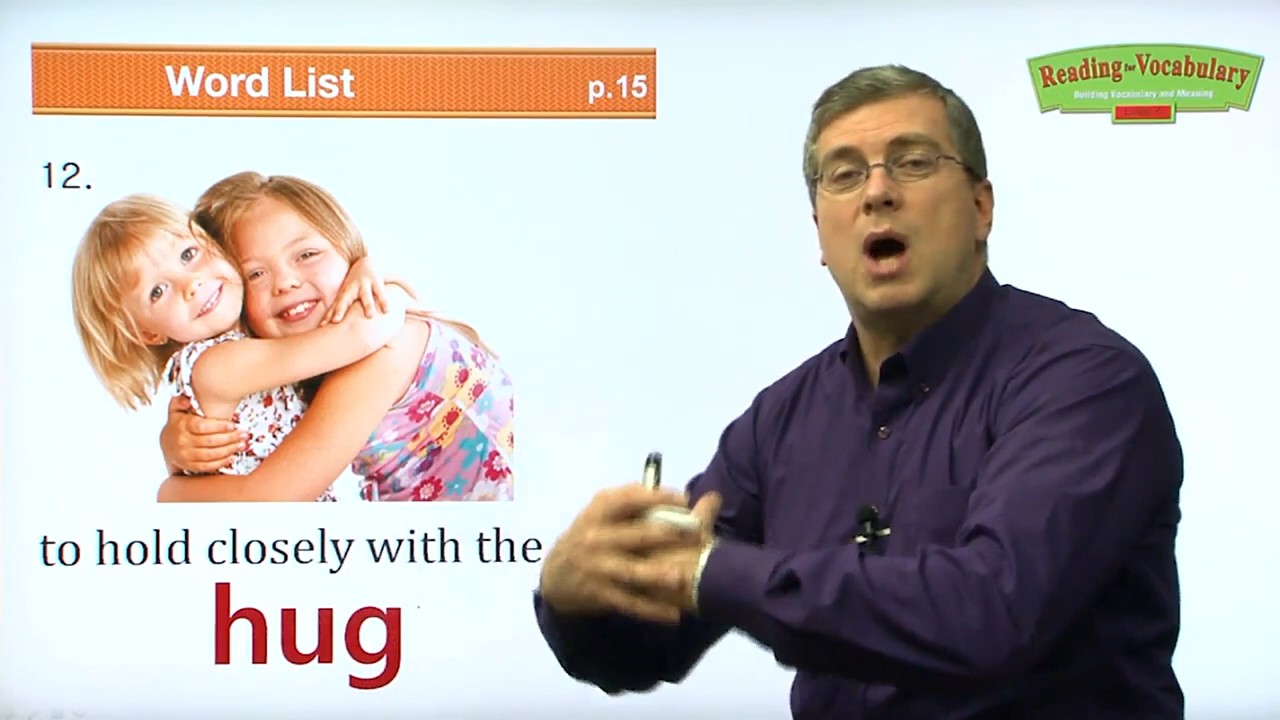 Word List
p.15
Reading for Vocabulary
Building Vocabulary and Meaning
12.
to hold closely with the
hug